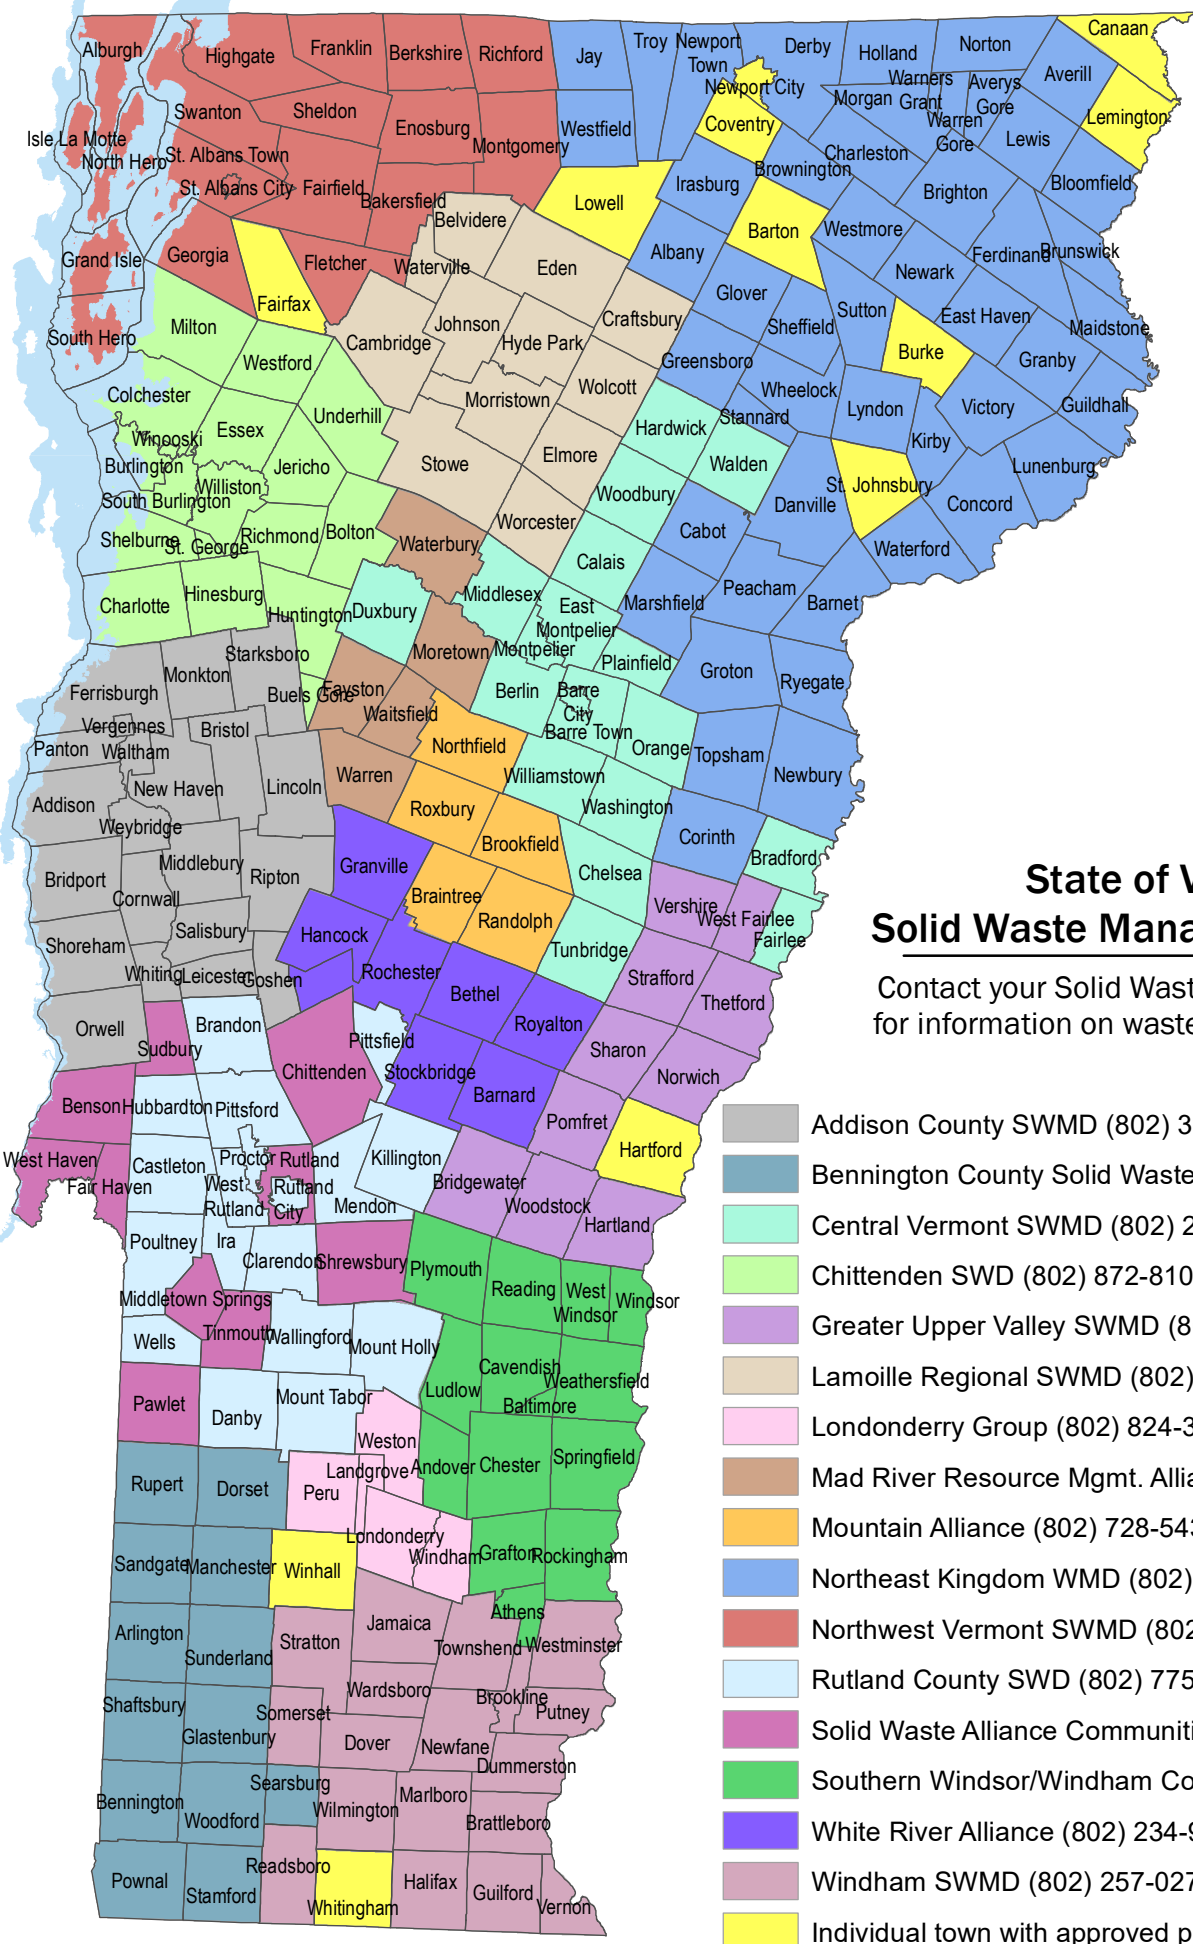 Alburgh
Highgate
Franklin
Berkshire
Richford
Jay
Troy
Newport
Town
Derby
Holland
Norton
Canaan
Averill
Warners
Grant
Averys
Gore
Newport City
Morgan
Lemington
Swanton
Sheldon
Enosburg
Montgomery
Westfield
Coventry
Warren
Gore
Lewis
Isle La Motte
North Hero
St. Albans Town
Charleston
Brownington
Irasburg
Bloomfield
St. Albans City
Fairfield
Bakersfield
Lowell
Brighton
Belvidere
Barton
Westmore
Grand Isle
Georgia
Fletcher
Waterville
Eden
Albany
Newark
Ferdinand
Brunswick
Fairfax
Glover
Sutton
East Haven
Milton
Johnson
Craftsbury
Sheffield
Maidstone
South Hero
Cambridge
Hyde Park
Burke
Westford
Greensboro
Granby
Colchester
Wolcott
Wheelock
Morristown
Underhill
Stannard
Lyndon
Victory
Guildhall
Winooski
Essex
Hardwick
Kirby
Burlington
Jericho
Stowe
Elmore
Walden
Lunenburg
Williston
South Burlington
Woodbury
St. Johnsbury
Danville
Concord
Shelburne
St. George
Richmond
Bolton
Waterbury
Worcester
Cabot
Waterford
Calais
Charlotte
Hinesburg
Huntington
Duxbury
Middlesex
East
Montpelier
Marshfield
Peacham
Barnet
Starksboro
Moretown
Montpelier
Plainfield
Groton
Ryegate
Ferrisburgh
Monkton
Buels Gore
Fayston
Berlin
Barre
City
Waitsfield
Vergennes
Bristol
Barre Town
Panton
Waltham
Northfield
Orange
Topsham
Newbury
New Haven
Lincoln
Warren
Williamstown
Addison
Roxbury
Washington
Weybridge
Brookfield
Corinth
Bradford
Bridport
Middlebury
Ripton
Granville
Chelsea
State of V
Cornwall
Braintree
Vershire
West Fairlee
Solid Waste Mana
Shoreham
Salisbury
Hancock
Randolph
Tunbridge
Fairlee
Whiting
Leicester
Goshen
Rochester
Bethel
Strafford
Thetford
Contact your Solid Wast
for information on waste
Orwell
Brandon
Sudbury
Pittsfield
Royalton
Chittenden
Stockbridge
Sharon
Norwich
Barnard
Benson
Hubbardton
Pittsford
Pomfret
Hartford
West Haven
Fair Haven
Castleton
Proctor
Rutland
Killington
West
Rutland
Rutland
City
Mendon
Bridgewater
Woodstock
Hartland
Poultney
Ira
Clarendon
Shrewsbury
Plymouth
Reading
West
Windsor
Windsor
Middletown Springs
Tinmouth
Wells
Wallingford
Mount Holly
Cavendish
Weathersfield
Ludlow
Baltimore
Pawlet
Danby
Mount Tabor
Weston
Landgrove
Andover
Chester
Springfield
Rupert
Dorset
Peru
Londonderry
Windham
Grafton
Rockingham
Sandgate
Manchester
Winhall
Athens
Arlington
Sunderland
Stratton
Jamaica
Townshend
Westminster
Wardsboro
Brookline
Putney
Shaftsbury
Glastenbury
Somerset
Dover
Newfane
Dummerston
Bennington
Woodford
Searsburg
Wilmington
Marlboro
Brattleboro
Pownal
Stamford
Readsboro
Whitingham
Halifax
Guilford
Vernon
Addison County SWMD (802) 3
Bennington County Solid Waste
Central Vermont SWMD (802) 2
Chittenden SWD (802) 872-810
Greater Upper Valley SWMD (8
Lamoille Regional SWMD (802)
Londonderry Group (802) 824-3
Mad River Resource Mgmt. Allia
Mountain Alliance (802) 728-543
Northeast Kingdom WMD (802)
Northwest Vermont SWMD (802
Rutland County SWD (802) 775
Solid Waste Alliance Communiti
Southern Windsor/Windham Co
White River Alliance (802) 234-9
Windham SWMD (802) 257-027
Individual town with approved p